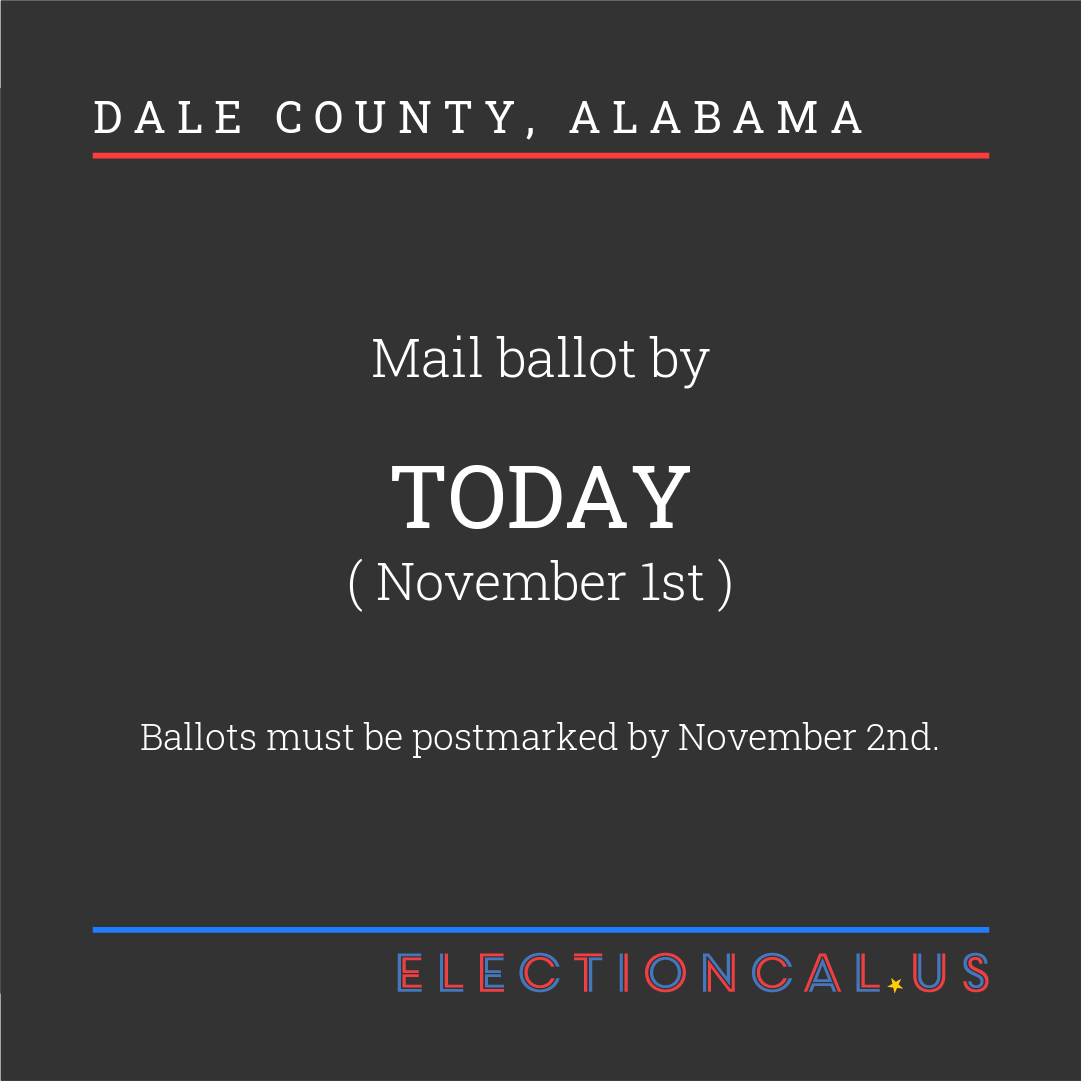 DALE COUNTY, ALABAMA
Mail ballot by
TODAY
( November 1st )
Ballots must be postmarked by November 2nd.
ELECTIONCAL.US